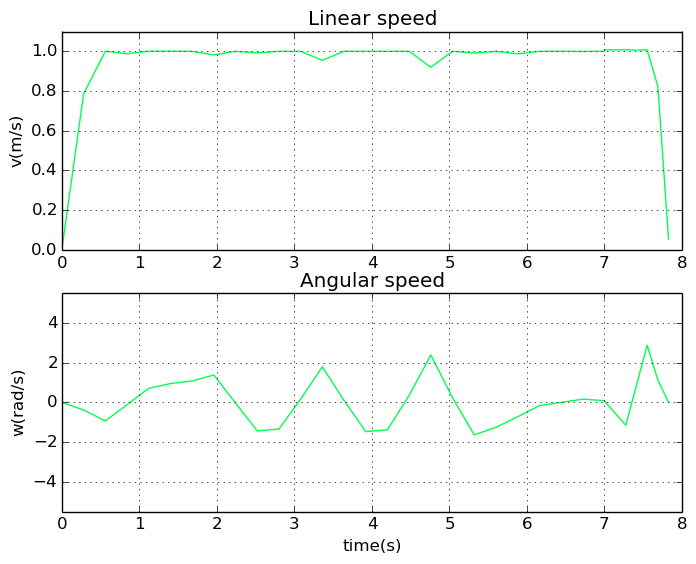 Linear speed
1.0
0.8
0.6
0.4
0.2
0.0
v(m/s)
0 1 2 3 4 5 6 7 8
Angular speed
4
2
0
−2
−4
w(rad/s)
0 1 2 3 4 5 6 7 8
time(s)